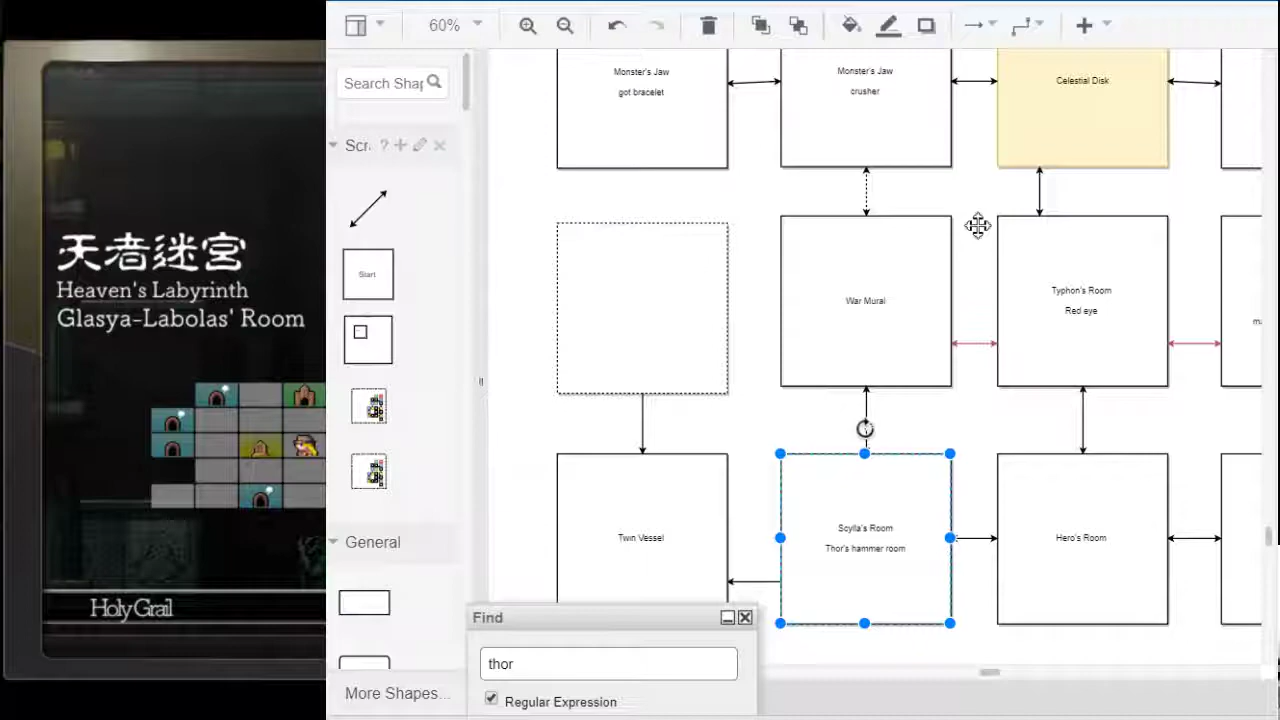 天者迷宮
Heaven's Labyrinth
Glasya-Labolas' Room
Holy Grail
60%
Search Shap
Scr.
?
Start
General
More Shapes...
Monster's Jaw
got bracelet
Monster's Jaw
crusher
Celestial Disk
War Mural
Typhon's Room
Red eye
Twin Vessel
Scylla's Room
Thor's hammer room
Hero's Room
Find
thor
Regular Expression